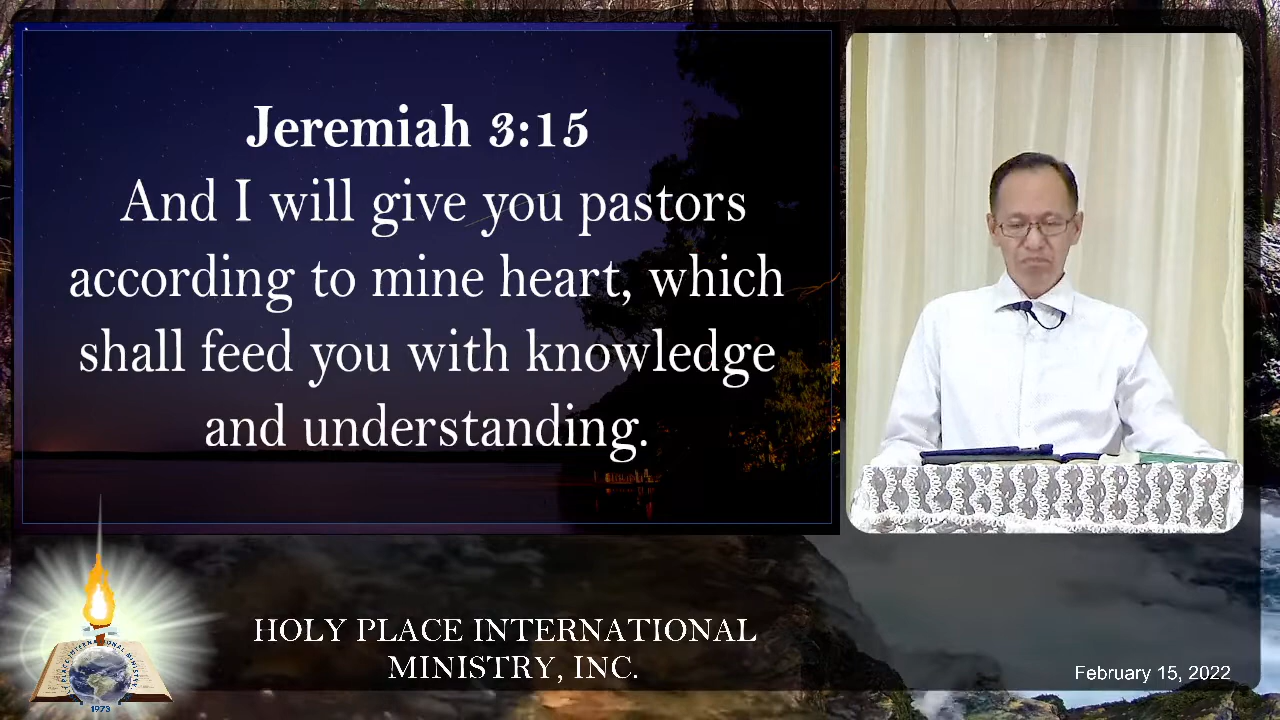 Jeremiah 3:15
And I will give you pastors
according to mine heart, which
shall feed you with knowledge
and understanding.
HOLY PLACE INTERNATIONAL
MINISTRY, INC.
1973
February 15, 2022